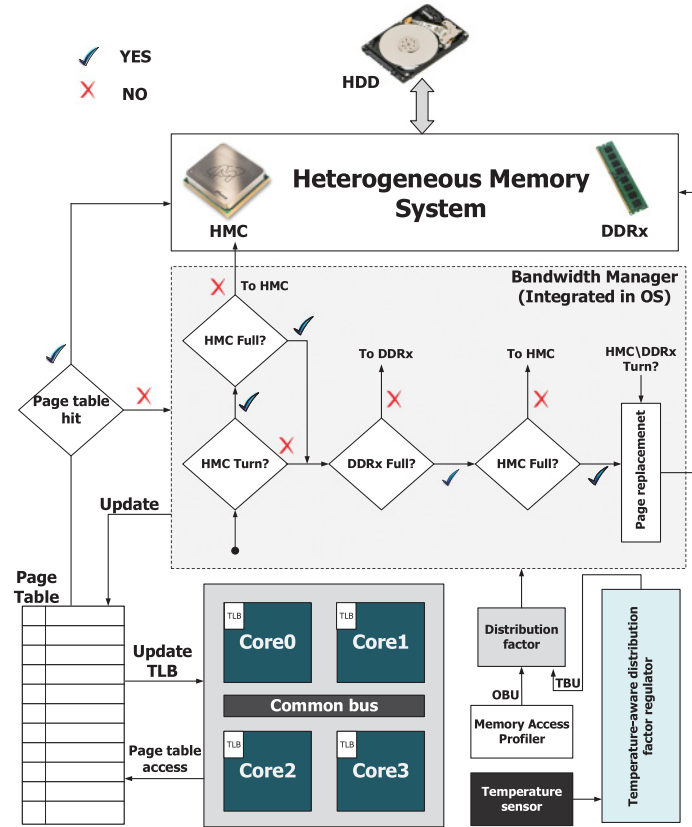 YES
NO
HDD
Heterogeneous Memory
System
HMC
DDRx
Bandwidth Manager
(Integrated in OS)
To HMC
HMC Full?
To DDRx
To HMC
HMC\DDRx
Turn?
Page table
hit
HMC Turn?
DDRx Full?
HMC Full?
Page replacemenet
Update
Page
Table
Update
TLB
Page table
access
TLB
Core0
TLB
Core1
Common bus
TLB
Core2
TLB
Core3
Distribution
factor
OBU
TBU
Memory Access
Profiler
Temperature
sensor
Temperature-aware distribution
factor regulator